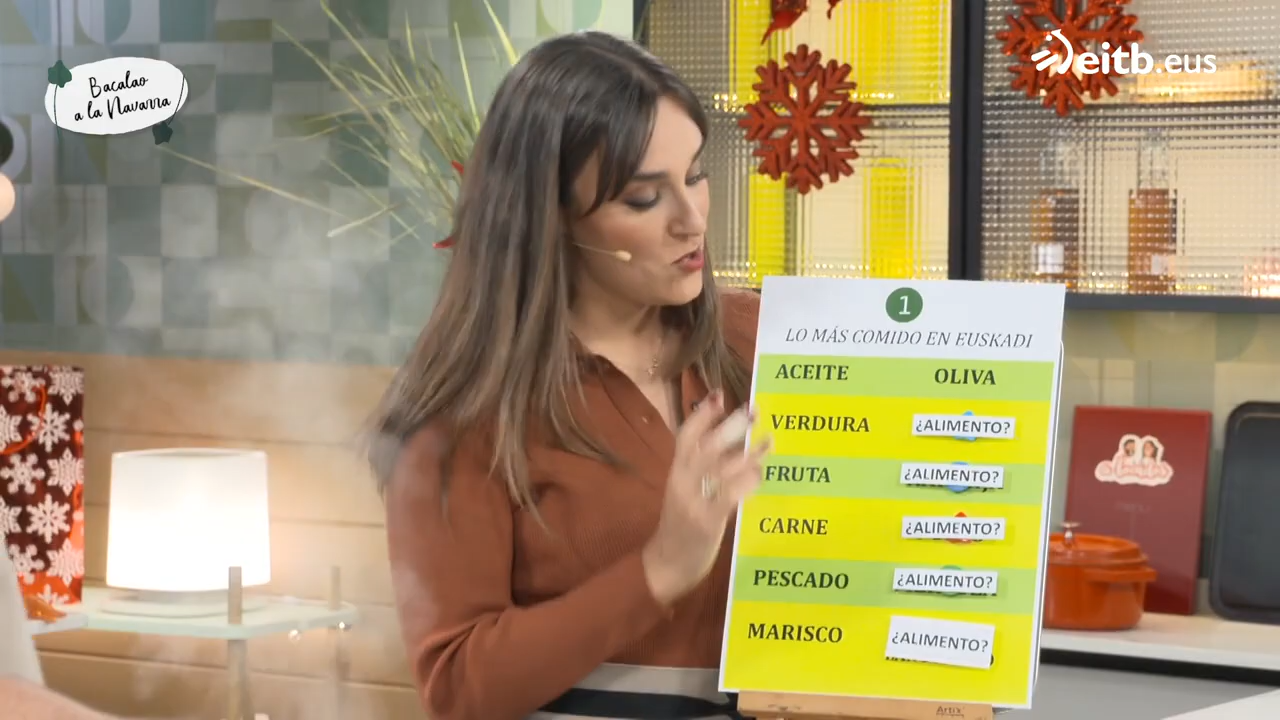 Bacalao
a la Navarra
eitb.eus
1
LO MÁS COMIDO EN EUSKADI
ACEITE OLIVA
VERDURA ¿ALIMENTO?
FRUTA ¿ALIMENTO?
CARNE ¿ALIMENTO?
PESCADO ¿ALIMENTO?
MARISCO ¿ALIMENTO?